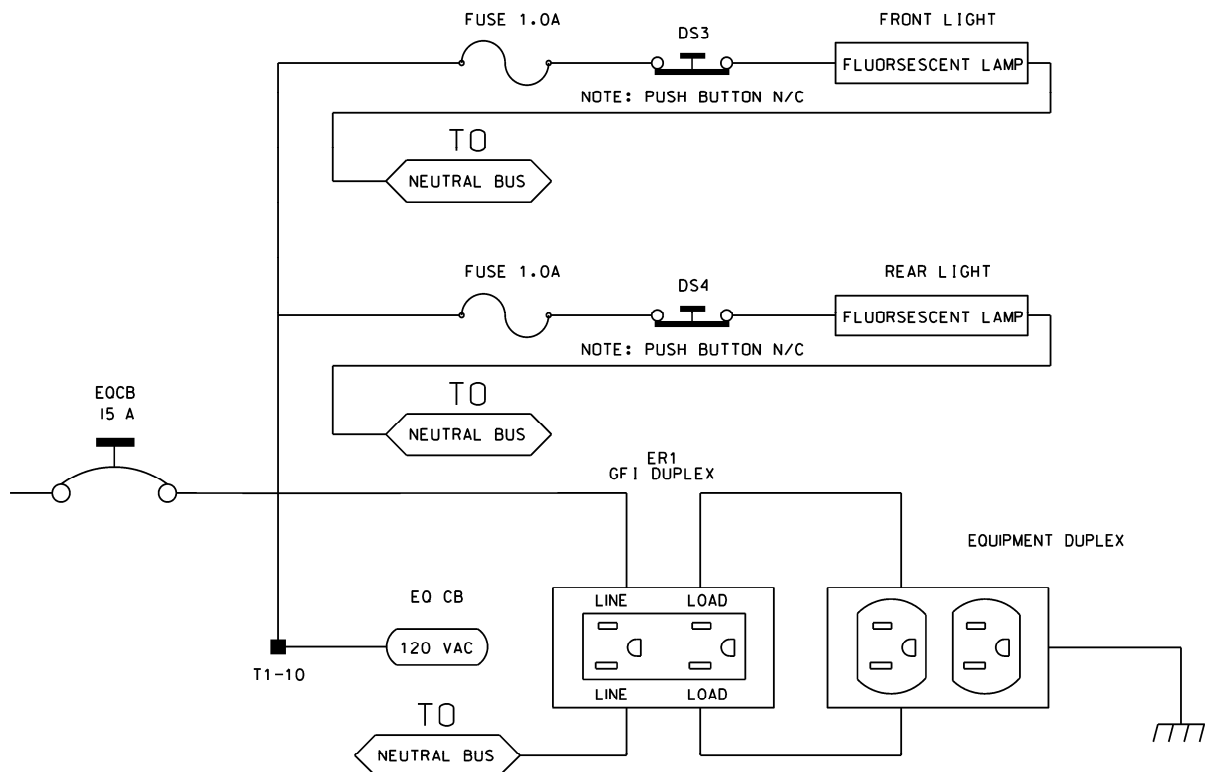 FUSE 1.0A
DS3
FRONT LIGHT
FLUORSESCENT LAMP
NOTE: PUSH BUTTON N/C
TO
NEUTRAL BUS
FUSE 1.0A
DS4
REAR LIGHT
FLUORSESCENT LAMP
NOTE: PUSH BUTTON N/C
TO
NEUTRAL BUS
EQCB
15 A
ER1
GFI DUPLEX
EQUIPMENT DUPLEX
EQ CB
120 VAC
T1-10
LINE LOAD
LINE LOAD
TO
NEUTRAL BUS